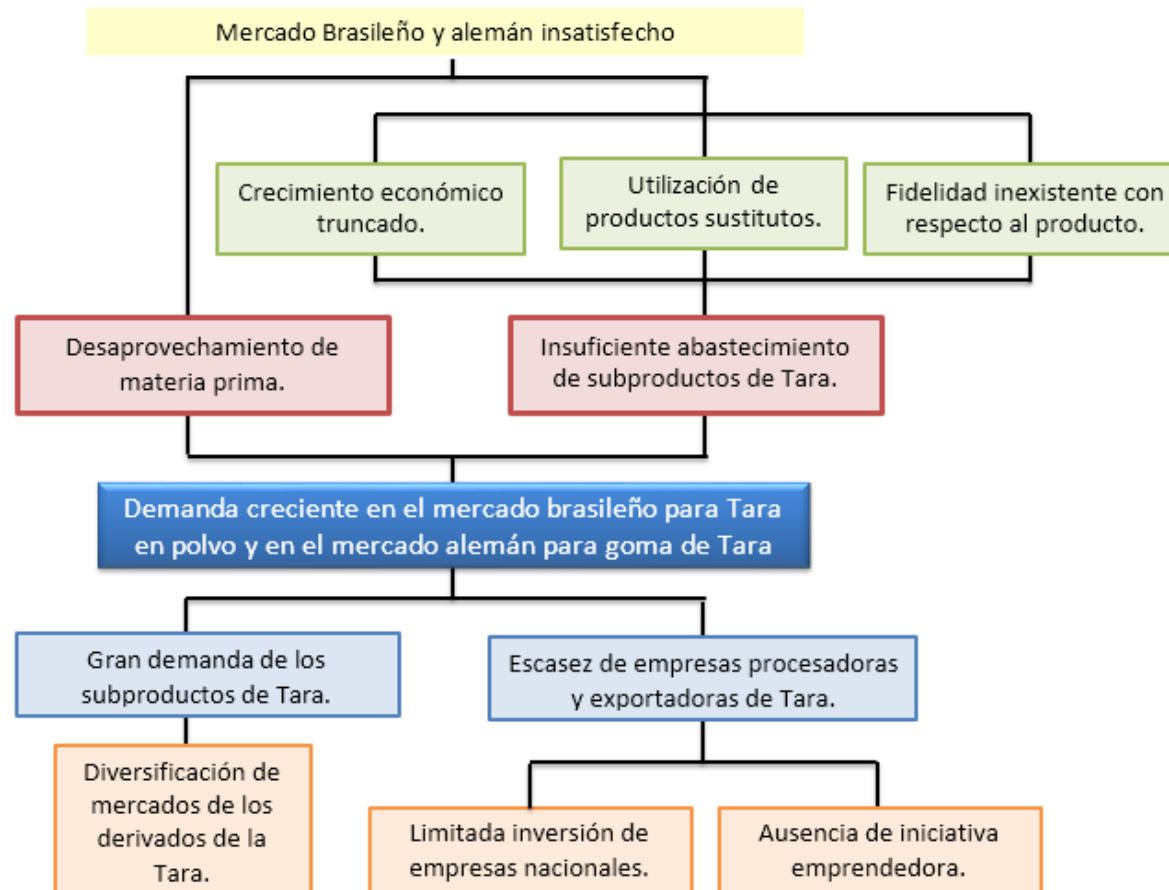 Mercado Brasileño y alemán insatisfecho
Crecimiento económico
truncado.
Utilización de
productos sustitutos.
Fidelidad inexistente con
respecto al producto.
Desaprovechamiento de
materia prima.
Insuficiente abastecimiento
de subproductos de Tara.
Demanda creciente en el mercado brasileño para Tara
en polvo y en el mercado alemán para goma de Tara
Gran demanda de los
subproductos de Tara.
Escasez de empresas procesadoras
y exportadoras de Tara.
Diversificación de
mercados de los
derivados de la
Tara.
Limitada inversión de
empresas nacionales.
Ausencia de iniciativa
emprendedora.